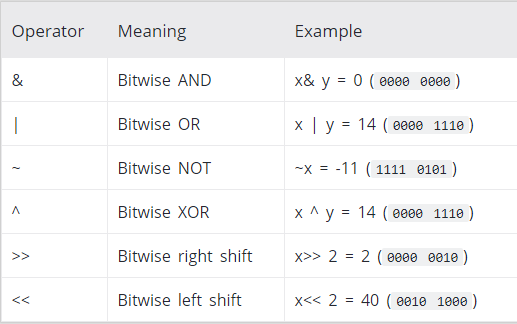 Operator Meaning Example
& Bitwise AND x& y = 0 ( 0000 0000 )
| Bitwise OR x | y = 14 ( 0000 1110 )
~ Bitwise NOT ~x = -11 ( 1111 0101 )
^ Bitwise XOR x ^ y = 14 ( 0000 1110 )
>> Bitwise right shift x>> 2 = 2 ( 0000 0010 )
<< Bitwise left shift x<< 2 = 40 ( 0010 1000 )